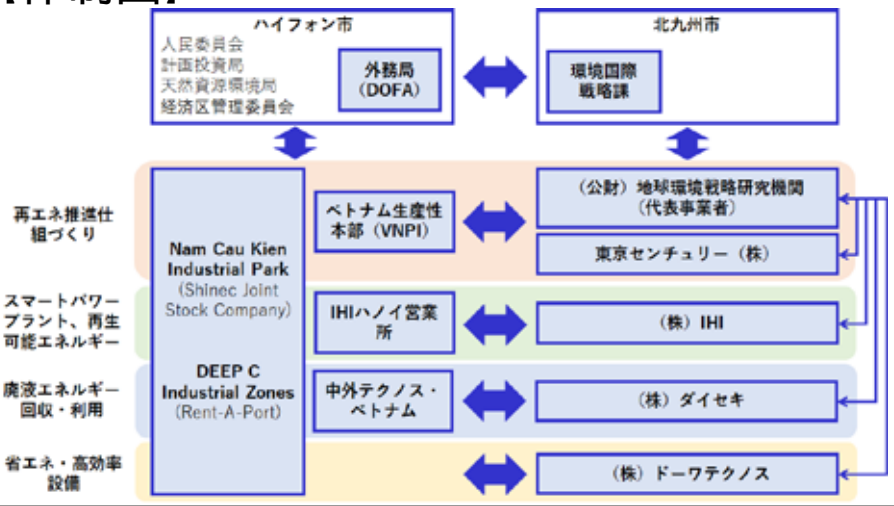 ハイフォン市
人民委員会
計画投資局
天然資源環境局
経済区管理委員会
外務局
(DOFA)
北九州市
環境国際
戦略課
再エネ推進仕
組づくり
Nam Cau Kien
Industrial Park
(Shinec Joint
Stock Company)
DEEP C
Industrial Zones
(Rent-A-Port)
ベトナム生産性
本部（VNPI）
（公財）地球環境戦略研究機関
（代表事業者）
東京センチュリー（株）
スマートパワー
プラント、再生
可能エネルギー
IHIハノイ営業
所
（株）IHI
廃液エネルギー
回収・利用
中外テクノス・
ベトナム
（株）ダイセキ
省エネ・高効率
設備
（株）ドーワテクノス